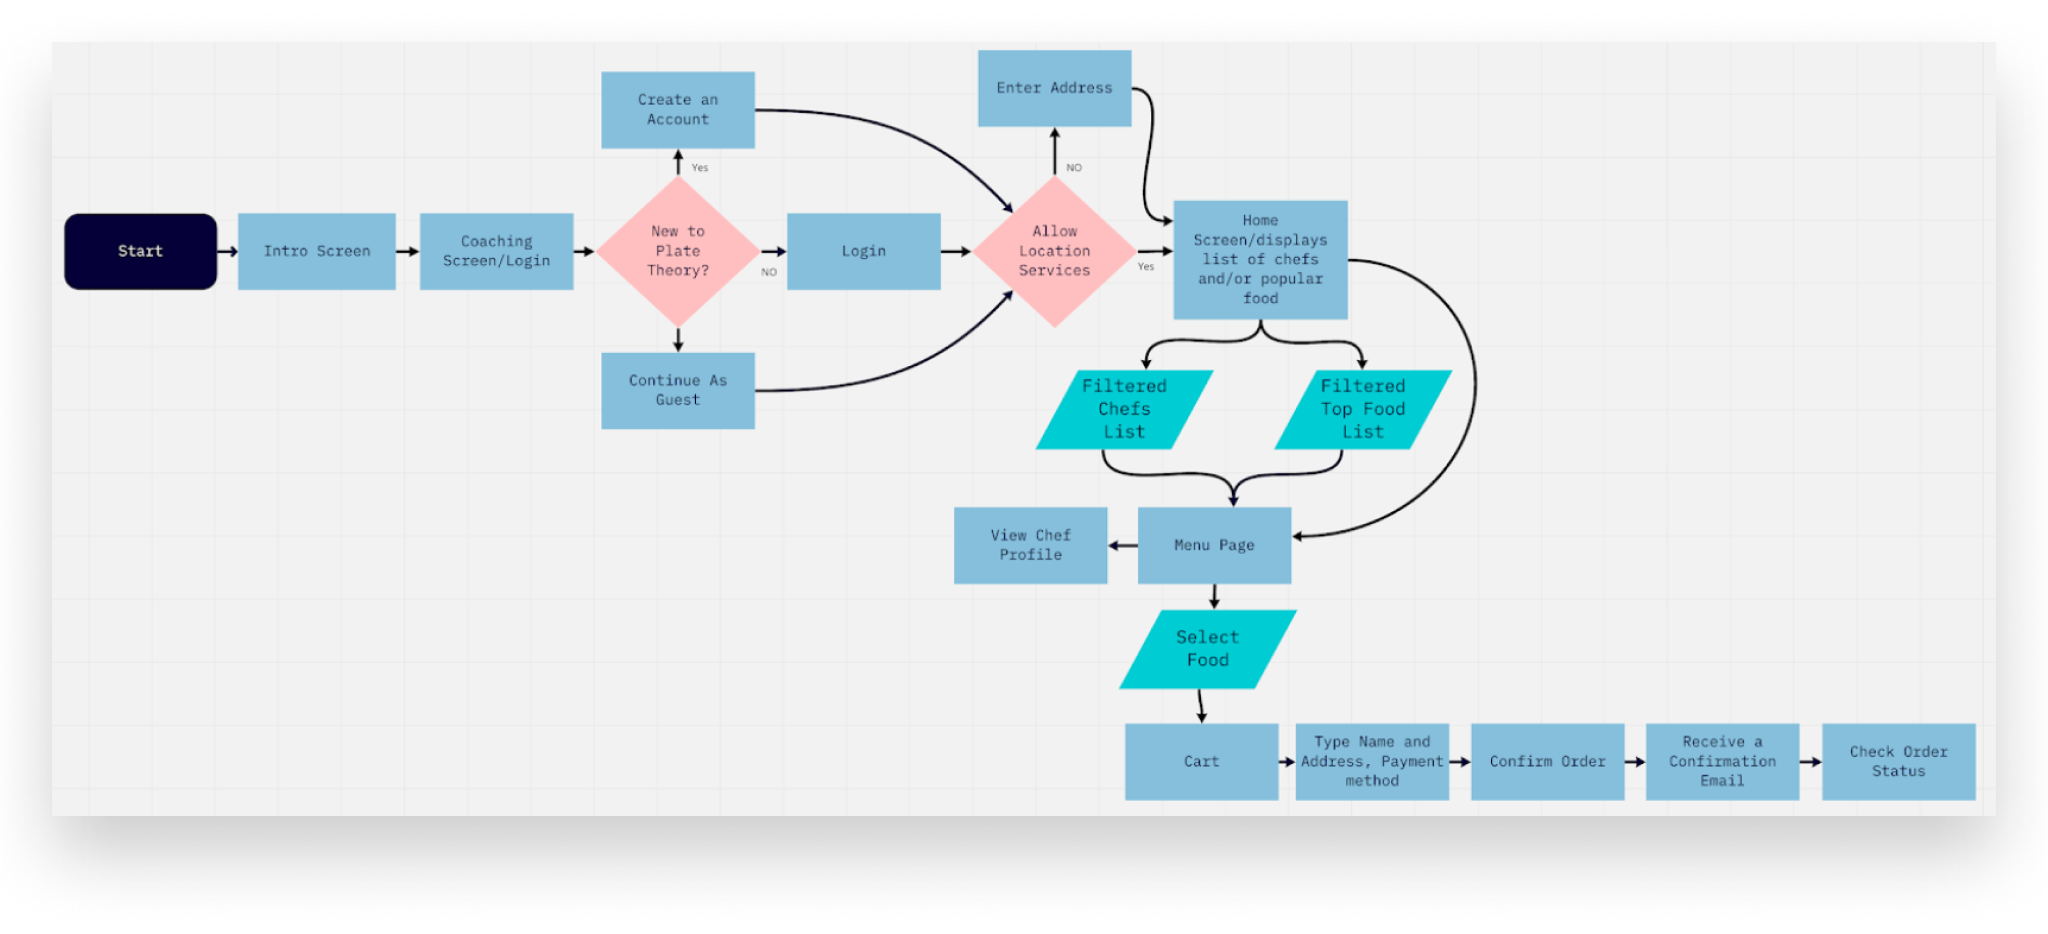 Start
Intro Screen
Coaching
Screen/Login
New to
Plate
Theory?
Yes
Create an
Account
NO
Login
Continue As
Guest
Allow
Location
Services
NO
Enter Address
Yes
Home
Screen/displays
list of chefs
and/or popular
food
Filtered
Chefs
List
Filtered
Top Food
List
View Chef
Profile
Menu Page
Select
Food
Cart
Type Name and
Address, Payment
method
Confirm Order
Receive a
Confirmation
Email
Check Order
Status